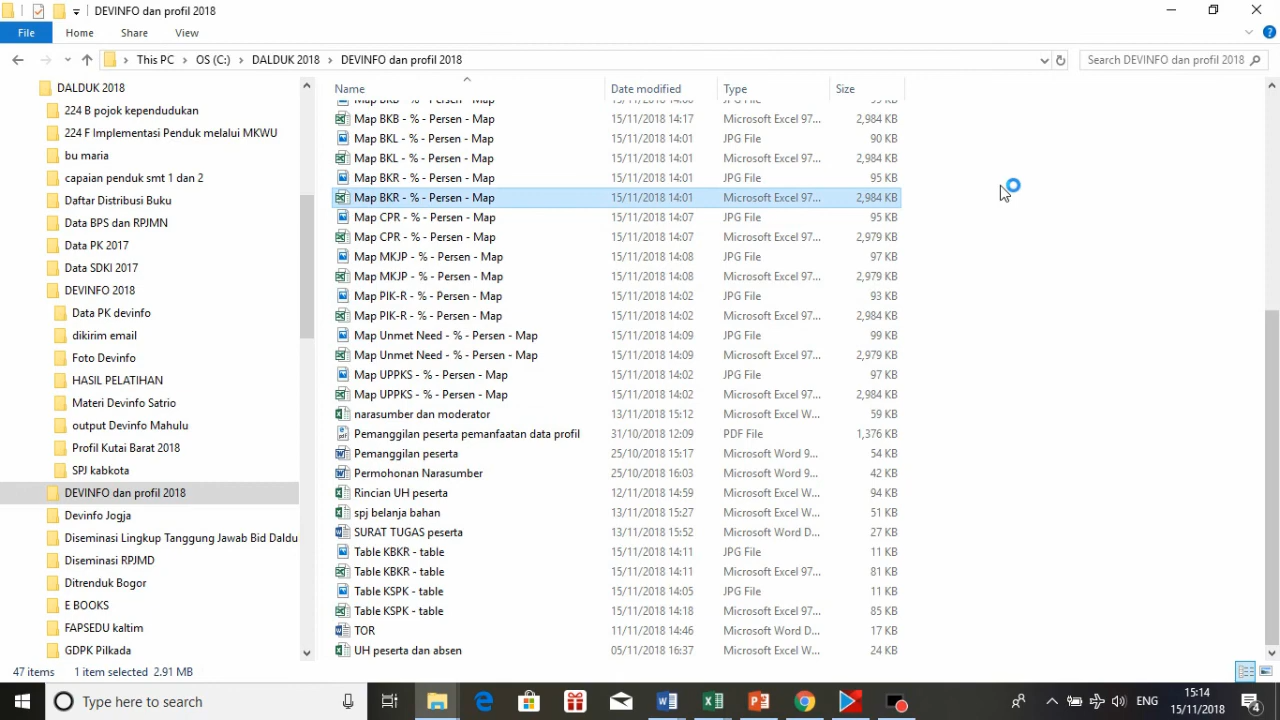 DEVINFO dan profil 2018
File Home Share View
This PC OS (C:) DALDUK 2018 DEVINFO dan profil 2018 Search DEVINFO dan profil 2018
DALDUK 2018
224 B pojok kependudukan
224 F Implementasi Penduk melalui MKWU
bu maria
capaian penduk smt 1 dan 2
Daftar Distribusi Buku
Data BPS dan RPJMN
Data PK 2017
Data SDKI 2017
DEVINFO 2018
Data PK devinfo
dikirim email
Foto Devinfo
HASIL PELATIHAN
Materi Devinfo Satrio
output Devinfo Mahulu
Profil Kutai Barat 2018
SPJ kabkota
DEVINFO dan profil 2018
Devinfo Jogja
Diseminasi Lingkup Tanggung Jawab Bid Daldu
Diseminasi RPJMD
Ditrenduk Bogor
E BOOKS
FAPSEDU kaltim
GDPK Pilkada
Name Date modified Type Size
Map BKB - % - Persen - Map 15/11/2018 14:17 Microsoft Excel 97... 2,984 KB
Map BKL - % - Persen - Map 15/11/2018 14:01 JPG File 90 KB
Map BKL - % - Persen - Map 15/11/2018 14:01 Microsoft Excel 97... 2,984 KB
Map BKR - % - Persen - Map 15/11/2018 14:01 JPG File 95 KB
Map BKR - % - Persen - Map 15/11/2018 14:01 Microsoft Excel 97... 2,984 KB
Map CPR - % - Persen - Map 15/11/2018 14:07 JPG File 95 KB
Map CPR - % - Persen - Map 15/11/2018 14:07 Microsoft Excel 97... 2,979 KB
Map MKJP - % - Persen - Map 15/11/2018 14:08 JPG File 97 KB
Map MKJP - % - Persen - Map 15/11/2018 14:08 Microsoft Excel 97... 2,979 KB
Map PIK-R - % - Persen - Map 15/11/2018 14:02 JPG File 93 KB
Map PIK-R - % - Persen - Map 15/11/2018 14:02 Microsoft Excel 97... 2,984 KB
Map Unmet Need - % - Persen - Map 15/11/2018 14:09 JPG File 99 KB
Map Unmet Need - % - Persen - Map 15/11/2018 14:09 Microsoft Excel 97... 2,979 KB
Map UPPKS - % - Persen - Map 15/11/2018 14:02 JPG File 97 KB
Map UPPKS - % - Persen - Map 15/11/2018 14:02 Microsoft Excel 97... 2,984 KB
narasumber dan moderator 13/11/2018 15:12 Microsoft Excel W... 59 KB
Pemanggilan peserta pemanfaatan data profil 31/10/2018 12:09 PDF File 1,376 KB
Pemanggilan peserta 25/10/2018 15:17 Microsoft Word 9... 54 KB
Permohonan Narasumber 25/10/2018 16:03 Microsoft Word 9... 42 KB
Rincian UH peserta 12/11/2018 14:59 Microsoft Excel 97... 94 KB
spj belanja bahan 13/11/2018 15:27 Microsoft Excel W... 51 KB
SURAT TUGAS peserta 13/11/2018 15:52 Microsoft Word D... 27 KB
Table KBKR - table 15/11/2018 14:11 JPG File 11 KB
Table KBKR - table 15/11/2018 14:11 Microsoft Excel 97... 81 KB
Table KSPK - table 15/11/2018 14:05 JPG File 11 KB
Table KSPK - table 15/11/2018 14:18 Microsoft Excel 97... 85 KB
TOR 11/11/2018 14:46 Microsoft Word D... 17 KB
UH peserta dan absen 05/11/2018 16:37 Microsoft Excel W... 24 KB
47 items 1 item selected 2.91 MB
Type here to search ENG 15:14
15/11/2018 4